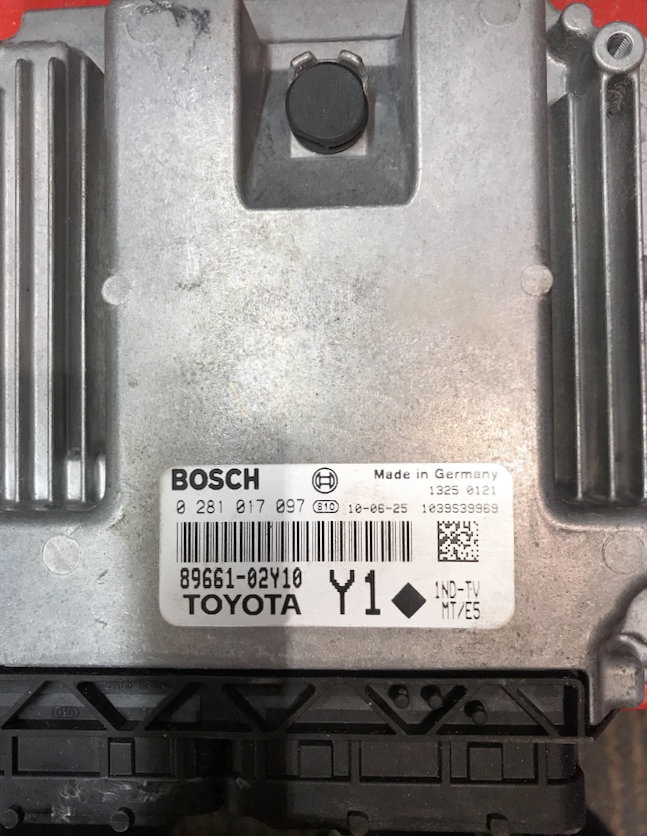 BOSCH Made in Germany
1325 0121
0 281 017 097 810 10-06-25 1039S39969
89661-02Y10
TOYOTA
Y1
1ND-TV
MT/E5